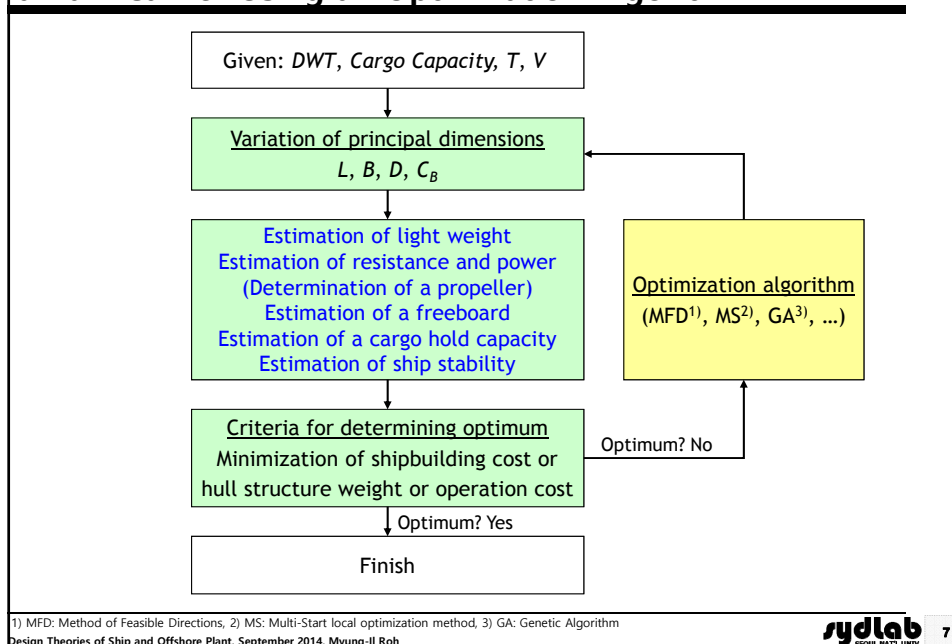 Given: DWT, Cargo Capacity, T, V
Variation of principal dimensions
L, B, D, C_B
Estimation of light weight
Estimation of resistance and power
(Determination of a propeller)
Estimation of a freeboard
Estimation of a cargo hold capacity
Estimation of ship stability
Optimization algorithm
(MFD1), MS2), GA3), …)
Criteria for determining optimum
Minimization of shipbuilding cost or
hull structure weight or operation cost
Optimum? No
Optimum? Yes
Finish
1) MFD: Method of Feasible Directions, 2) MS: Multi-Start local optimization method, 3) GA: Genetic Algorithm
Design Theories of Ship and Offshore Plant, September 2014, Myung-Il Roh
sydlab
SEOUL NAT'L UNIV.
7